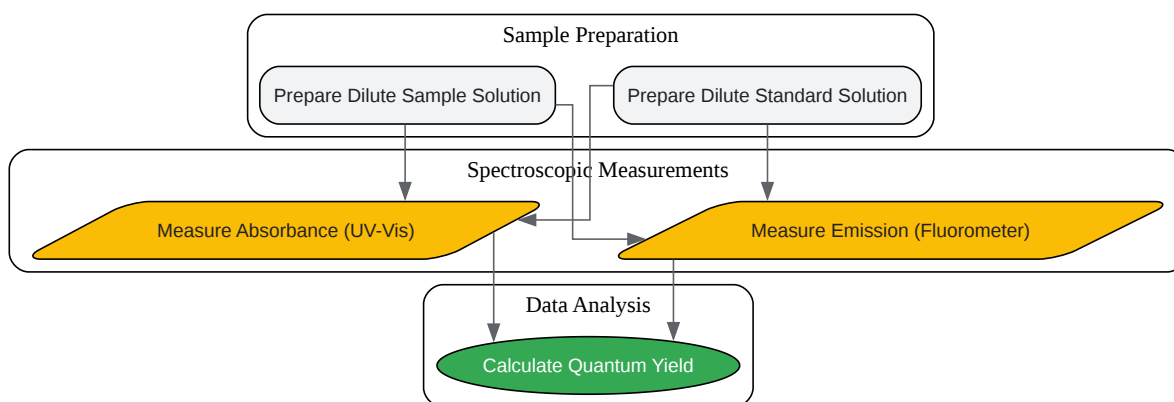 Sample Preparation
Prepare Dilute Sample Solution
Prepare Dilute Standard Solution
Spectroscopic Measurements
Measure Absorbance (UV-Vis)
Measure Emission (Fluorometer)
Data Analysis
Calculate Quantum Yield